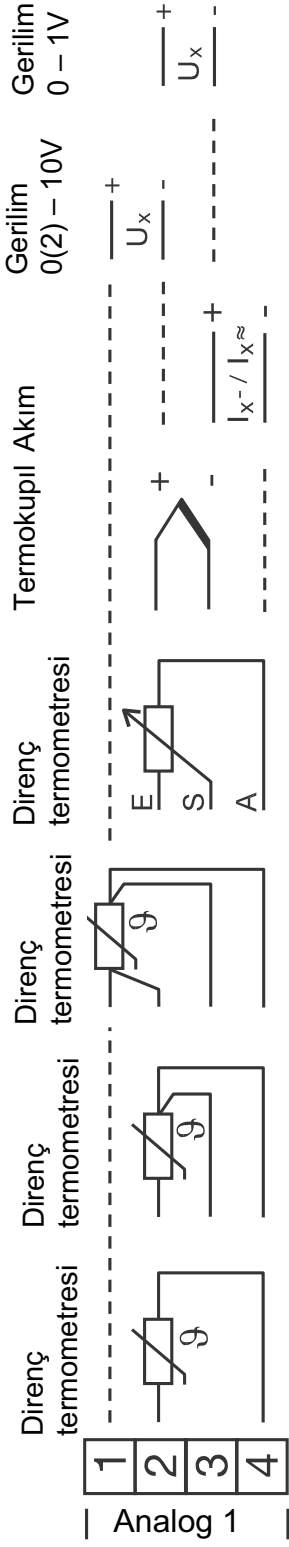 Direnç
termometresi
Direnç
termometresi
Direnç
termometresi
Direnç
termometresi
Termokupıl Akım
Gerilim
0(2) – 10V
Gerilim
0 – 1V
1
2
3
4
Analog 1
ϑ
ϑ
ϑ
E
S
A
+
-
+
-
Ix- / Ix≈
+
-
Ux
+
-
Ux